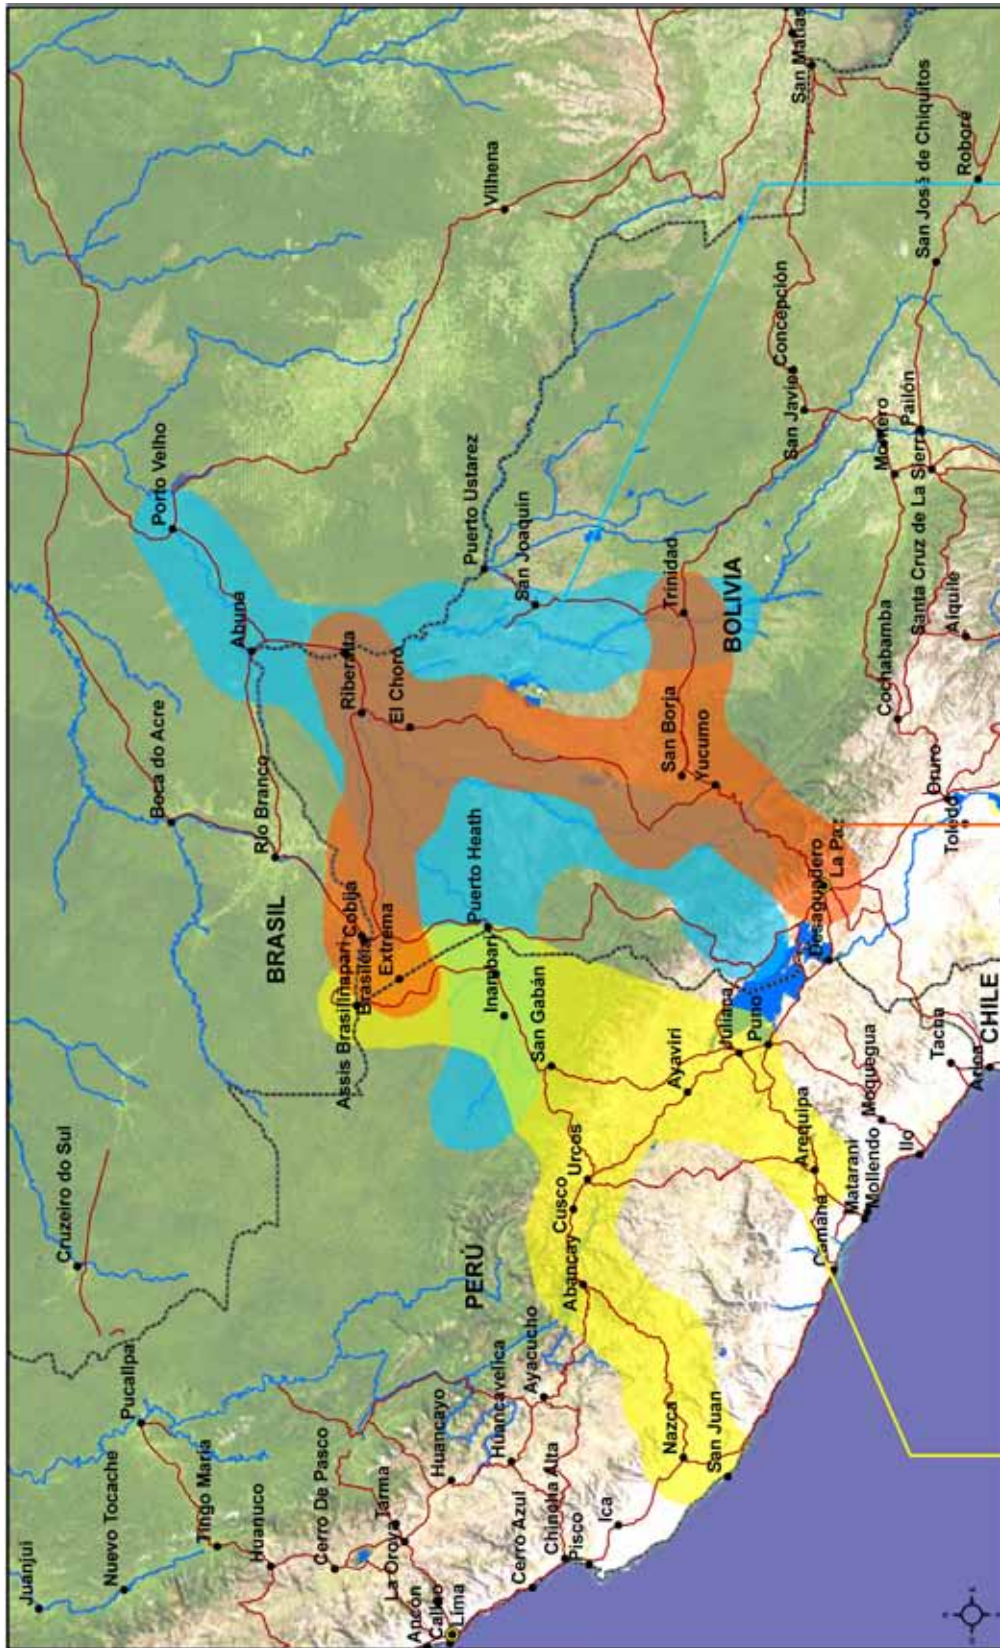 Juanjui
Cruzeiro do Sul
Nuevo Tocache
Pucallpa
Boca do Acre
Porto Velho
Tingo Maria
Abuna
Huanuco
Rio Branco
BRASIL
Cerro De Pasco
Assis Brasil
Inapari
Cobija
Riberalta
Brasileia
Tarma
Extrema
La Oroya
El Choro
Ancon
Callao
Huancayo
Lima
PERÚ
Puerto Heath
Puerto Ustarez
Inambari
Vilhena
Huancavelica
Cerro Azul
San Joaquin
Ayacucho
San Gabán
Chincha Alta
Cusco
Abancay
Urcos
Pisco
Ica
Nazca
Ayaviri
San Borja
Trinidad
Yucumo
San Juan
Juliaca
BOLIVIA
Puno
Concepción
San Javier
San Matias
Arequipa
Desaguadero
Camaná
La Paz
Matarani
Moquegua
Mollendo
Montero
Cochabamba
Pailón
Illo
Santa Cruz de La Sierra
San José de Chiquitos
Tacna
Oruro
Toledo
Aiquile
Roboré
Arica
CHILE